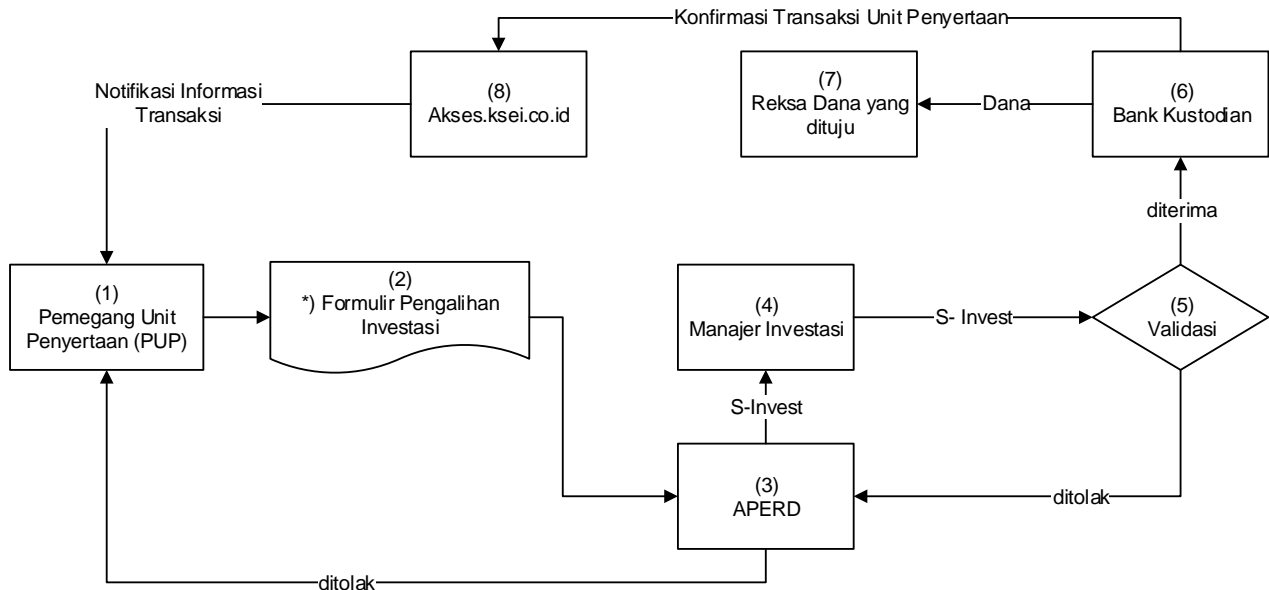 Konfirmasi Transaksi Unit Penyertaan
Notifikasi Informasi
Transaksi
(8)
Akses.ksei.co.id
(7)
Reksa Dana yang
dituju
Dana
(6)
Bank Kustodian
diterima
(1)
Pemegang Unit
Penyertaan (PUP)
(2)
*) Formulir Pengalihan
Investasi
(4)
Manajer Investasi
S- Invest
(5)
Validasi
S-Invest
(3)
APERD
ditolak
ditolak